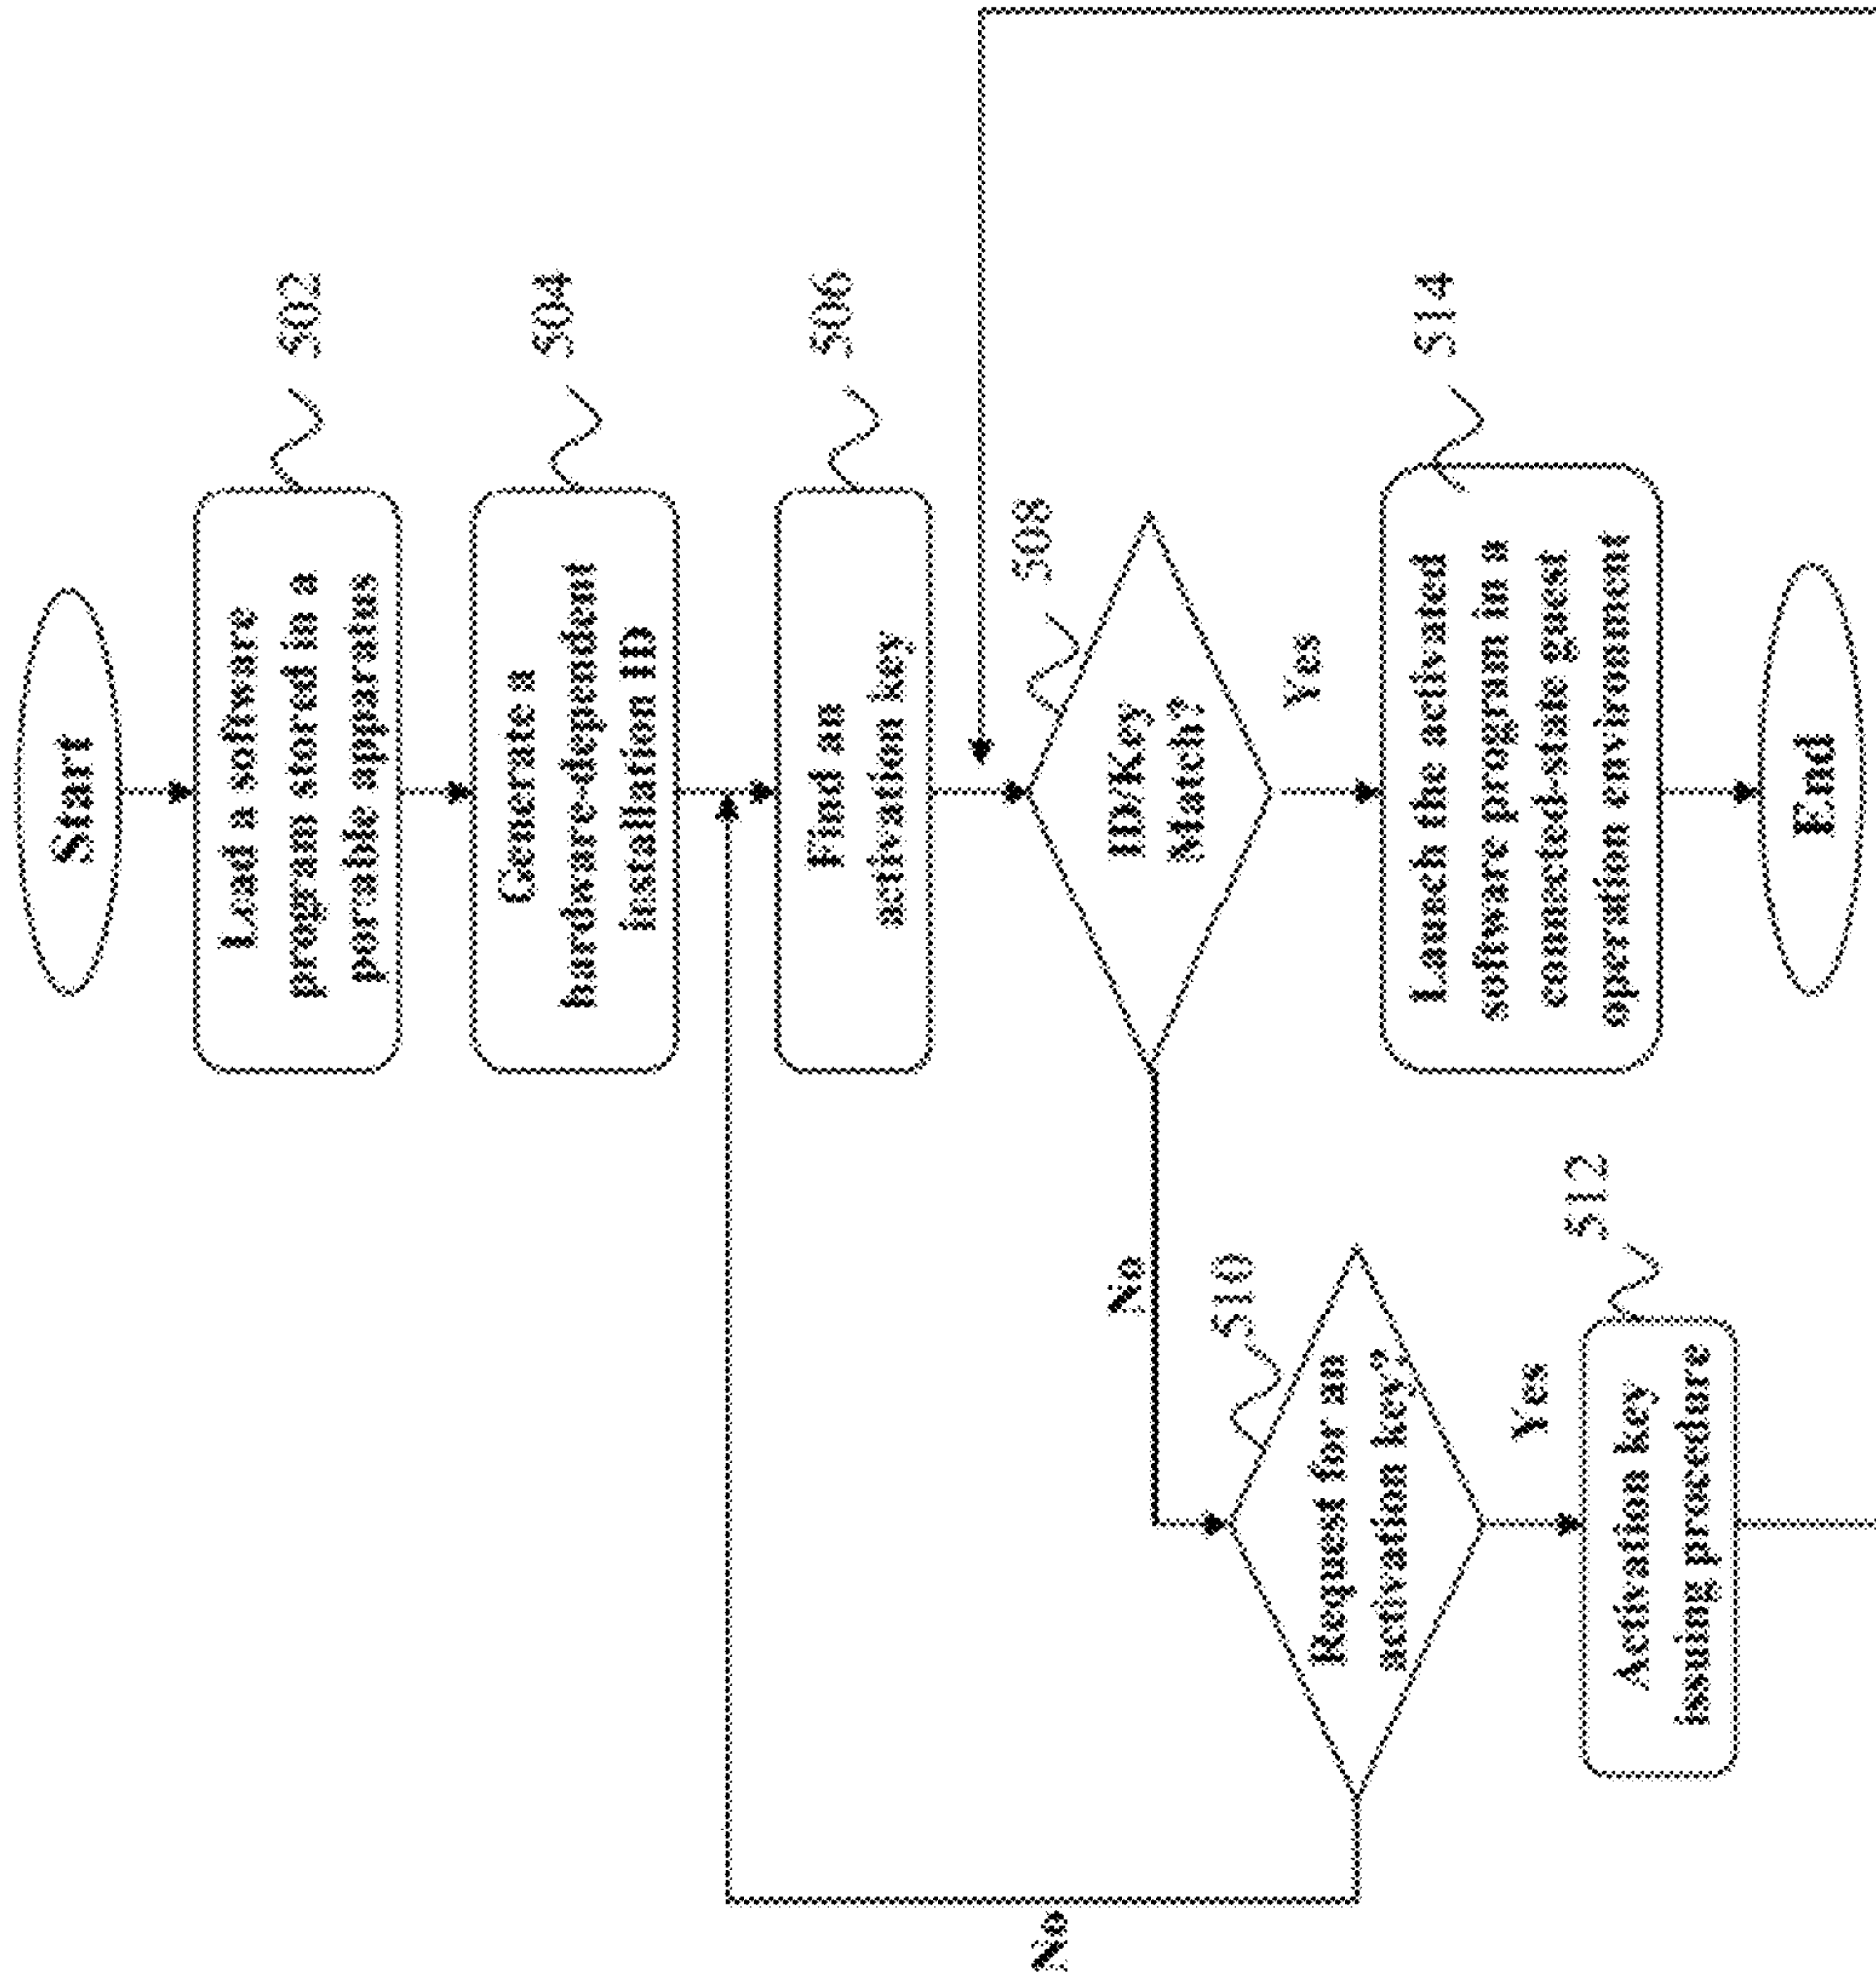 Start
Load a software
program stored in a
porable apparatus
502
Generate a
hardware-dependent
installation ID
504
Find an
activation key
506
ID/Key
Match?
508
No
Yes
Request for an
activation key?
510
No
Yes
Activation key
issuing procedure
512
Launch the activated
software program in a
connected-state guest
operation environment
514
End